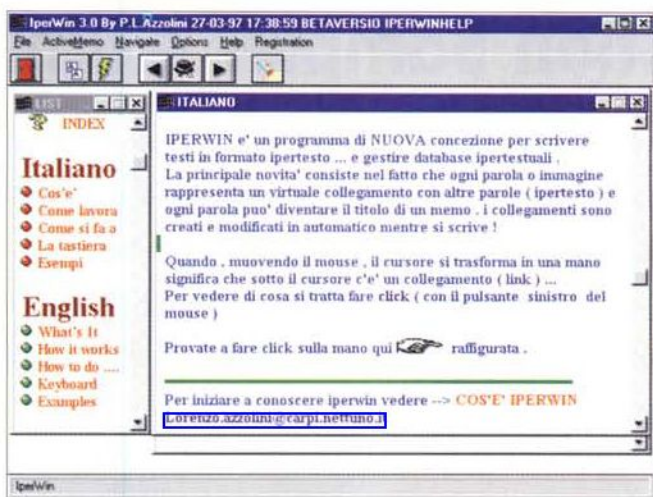 IperWin 3.0 By P.L.Azzolini 27-03-97 17:38:59 BETAVERSIO IPERWINHELP
File ActiveMemo Navigate Options Help Registration
LIST
INDEX
Italiano
Cos'e'
Come lavora
Come si fa a
La tastiera
Esempi
English
What's It
How it works
How to do ....
Keyboard
Examples
ITALIANO
IPERWIN e' un programma di NUOVA concezione per scrivere
testi in formato ipertesto ... e gestire database ipertestuali .
La principale novita' consiste nel fatto che ogni parola o immagine
rappresenta un virtuale collegamento con altre parole ( ipertesto ) e
ogni parola puo' diventare il titolo di un memo . i collegamenti sono
creati e modificati in automatico mentre si scrive !
Quando , muovendo il mouse , il cursore si trasforma in una mano
significa che sotto il cursore c'e' un collegamento ( link ) ...
Per vedere di cosa si tratta fare click ( con il pulsante sinistro del
mouse )
Provate a fare click sulla mano qui raffigurata .
Per iniziare a conoscere iperwin vedere --> COS'E' IPERWIN
Lorenzo.azzolini@carpi.nettuno.i
IperWin